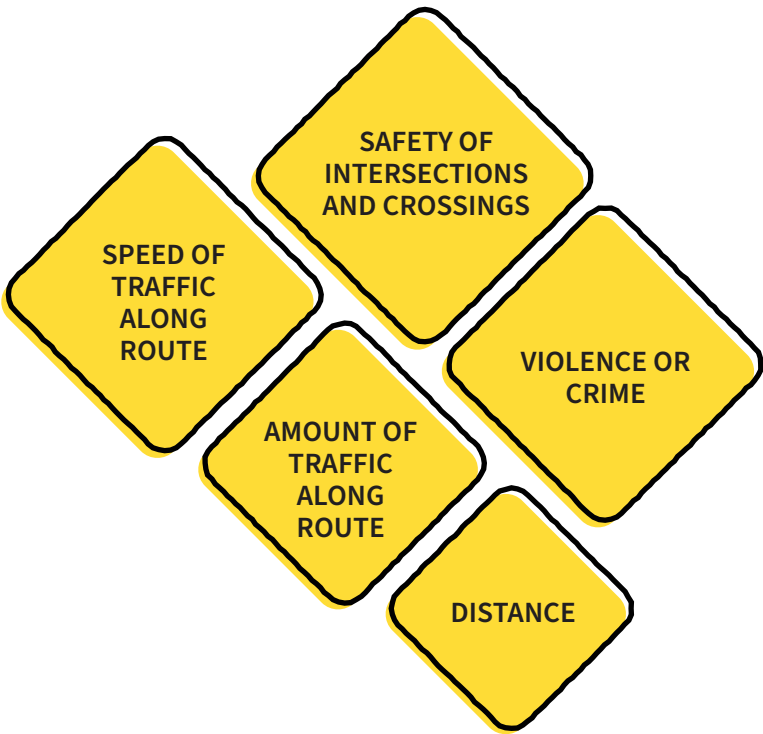 SAFETY OF
INTERSECTIONS
AND CROSSINGS
SPEED OF
TRAFFIC
ALONG
ROUTE
VIOLENCE OR
CRIME
AMOUNT OF
TRAFFIC
ALONG
ROUTE
DISTANCE